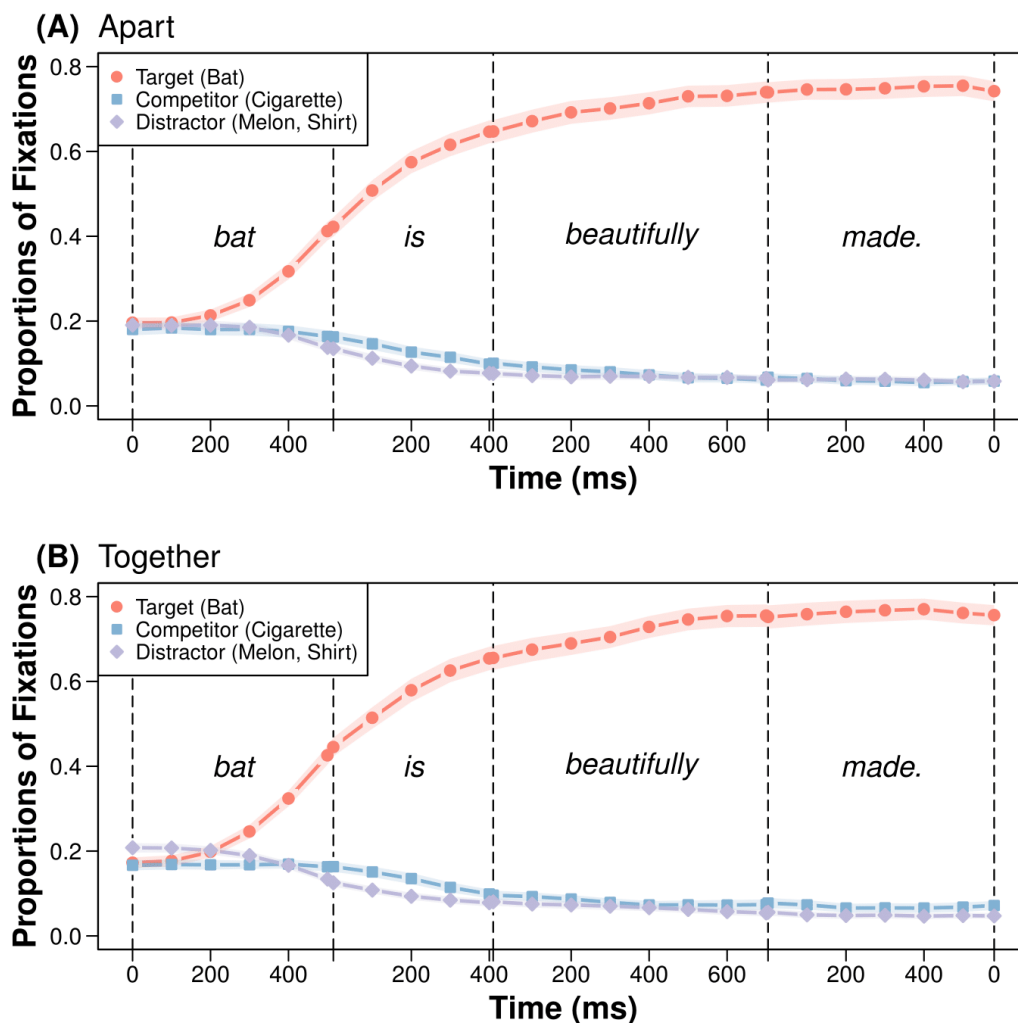 (A) Apart
Target (Bat)
Competitor (Cigarette)
Distractor (Melon, Shirt)
0.8
0.6
0.4
0.2
0.0
Proportions of Fixations
bat is beautifully made.
0 200 400 200 400 200 400 600 200 400 0
Time (ms)
(B) Together
Target (Bat)
Competitor (Cigarette)
Distractor (Melon, Shirt)
0.8
0.6
0.4
0.2
0.0
Proportions of Fixations
bat is beautifully made.
0 200 400 200 400 200 400 600 200 400 0
Time (ms)